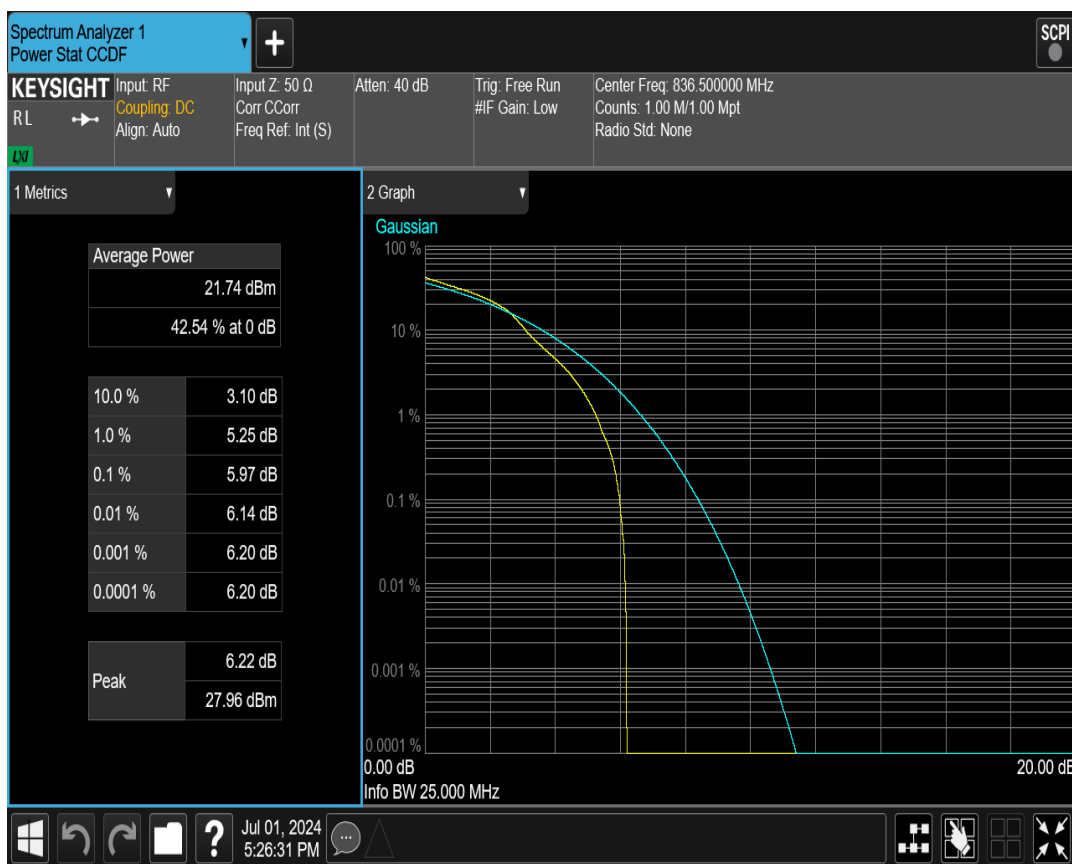 Spectrum Analyzer 1
Power Stat CCDF
+
SCPI
KEYSIGHT
RL
LXI
Input: RF
Coupling: DC
Align: Auto
Input Z: 50 Ω
Corr CCorr
Freq Ref: Int (S)
Atten: 40 dB
Trig: Free Run
#IF Gain: Low
Center Freq: 836.500000 MHz
Counts: 1.00 M/1.00 Mpt
Radio Std: None
1 Metrics
Average Power
21.74 dBm
42.54 % at 0 dB
10.0 % 3.10 dB
1.0 % 5.25 dB
0.1 % 5.97 dB
0.01 % 6.14 dB
0.001 % 6.20 dB
0.0001 % 6.20 dB
Peak
6.22 dB
27.96 dBm
2 Graph
Gaussian
100 %
10 %
1 %
0.1 %
0.01 %
0.001 %
0.0001 %
0.00 dB 20.00 dB
Info BW 25.000 MHz
?
Jul 01, 2024
5:26:31 PM